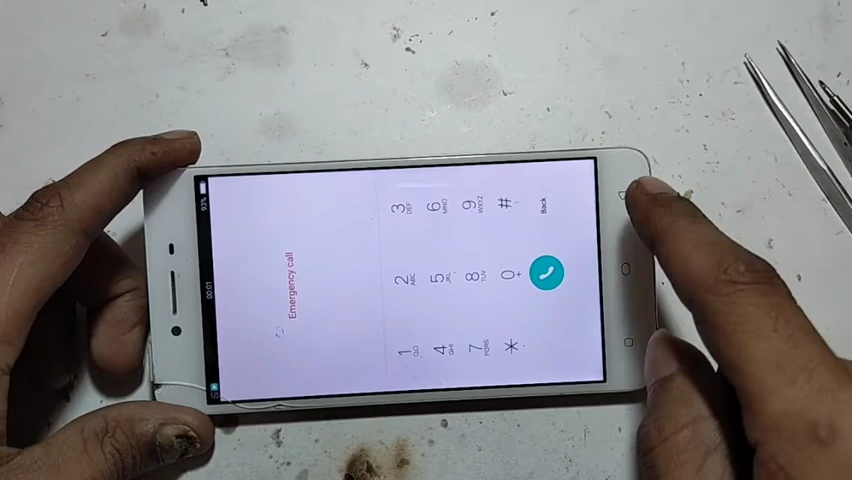 00:01
93%
Emergency call
1
2 ABC
3 DEF
4 GHI
5 JKL
6 MNO
7 PQRS
8 TUV
9 WXYZ
*
0 +
#
Back